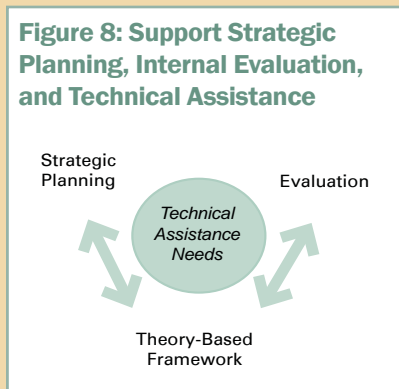 Figure 8: Support Strategic
Planning, Internal Evaluation,
and Technical Assistance
Strategic
Planning
Evaluation
Technical
Assistance
Needs
Theory-Based
Framework